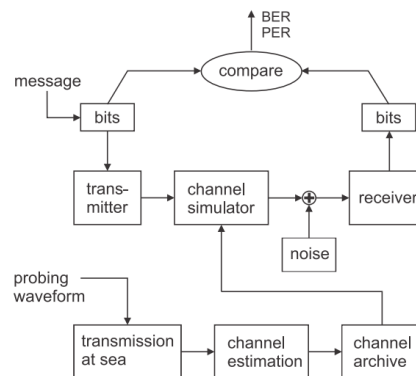 BER
PER
compare
message
bits
bits
trans-
mitter
channel
simulator
receiver
noise
probing
waveform
transmission
at sea
channel
estimation
channel
archive